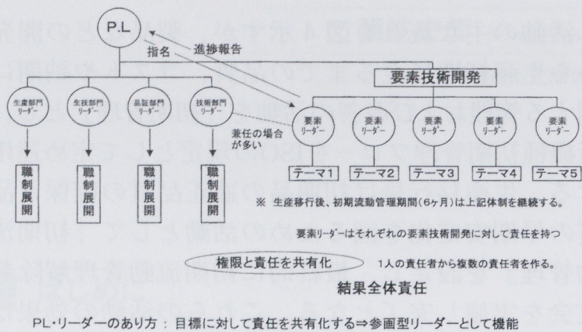 P.L
指名
進捗報告
要素技術開発
生産部門
リーダー
生技部門
リーダー
品証部門
リーダー
技術部門
リーダー
要素
リーダー
要素
リーダー
要素
リーダー
要素
リーダー
要素
リーダー
兼任の場合
が多い
職制展開
職制展開
職制展開
職制展開
テーマ1
テーマ2
テーマ3
テーマ4
テーマ5
※ 生産移行後、初期流動管理期間(6ヶ月)は上記体制を継続する。
要素リーダーはそれぞれの要素技術開発に対して責任を持つ
権限と責任を共有化
1人の責任者から複数の責任者を作る。
結果全体責任
PL・リーダーのあり方 : 目標に対して責任を共有化する⇒参画型リーダーとして機能